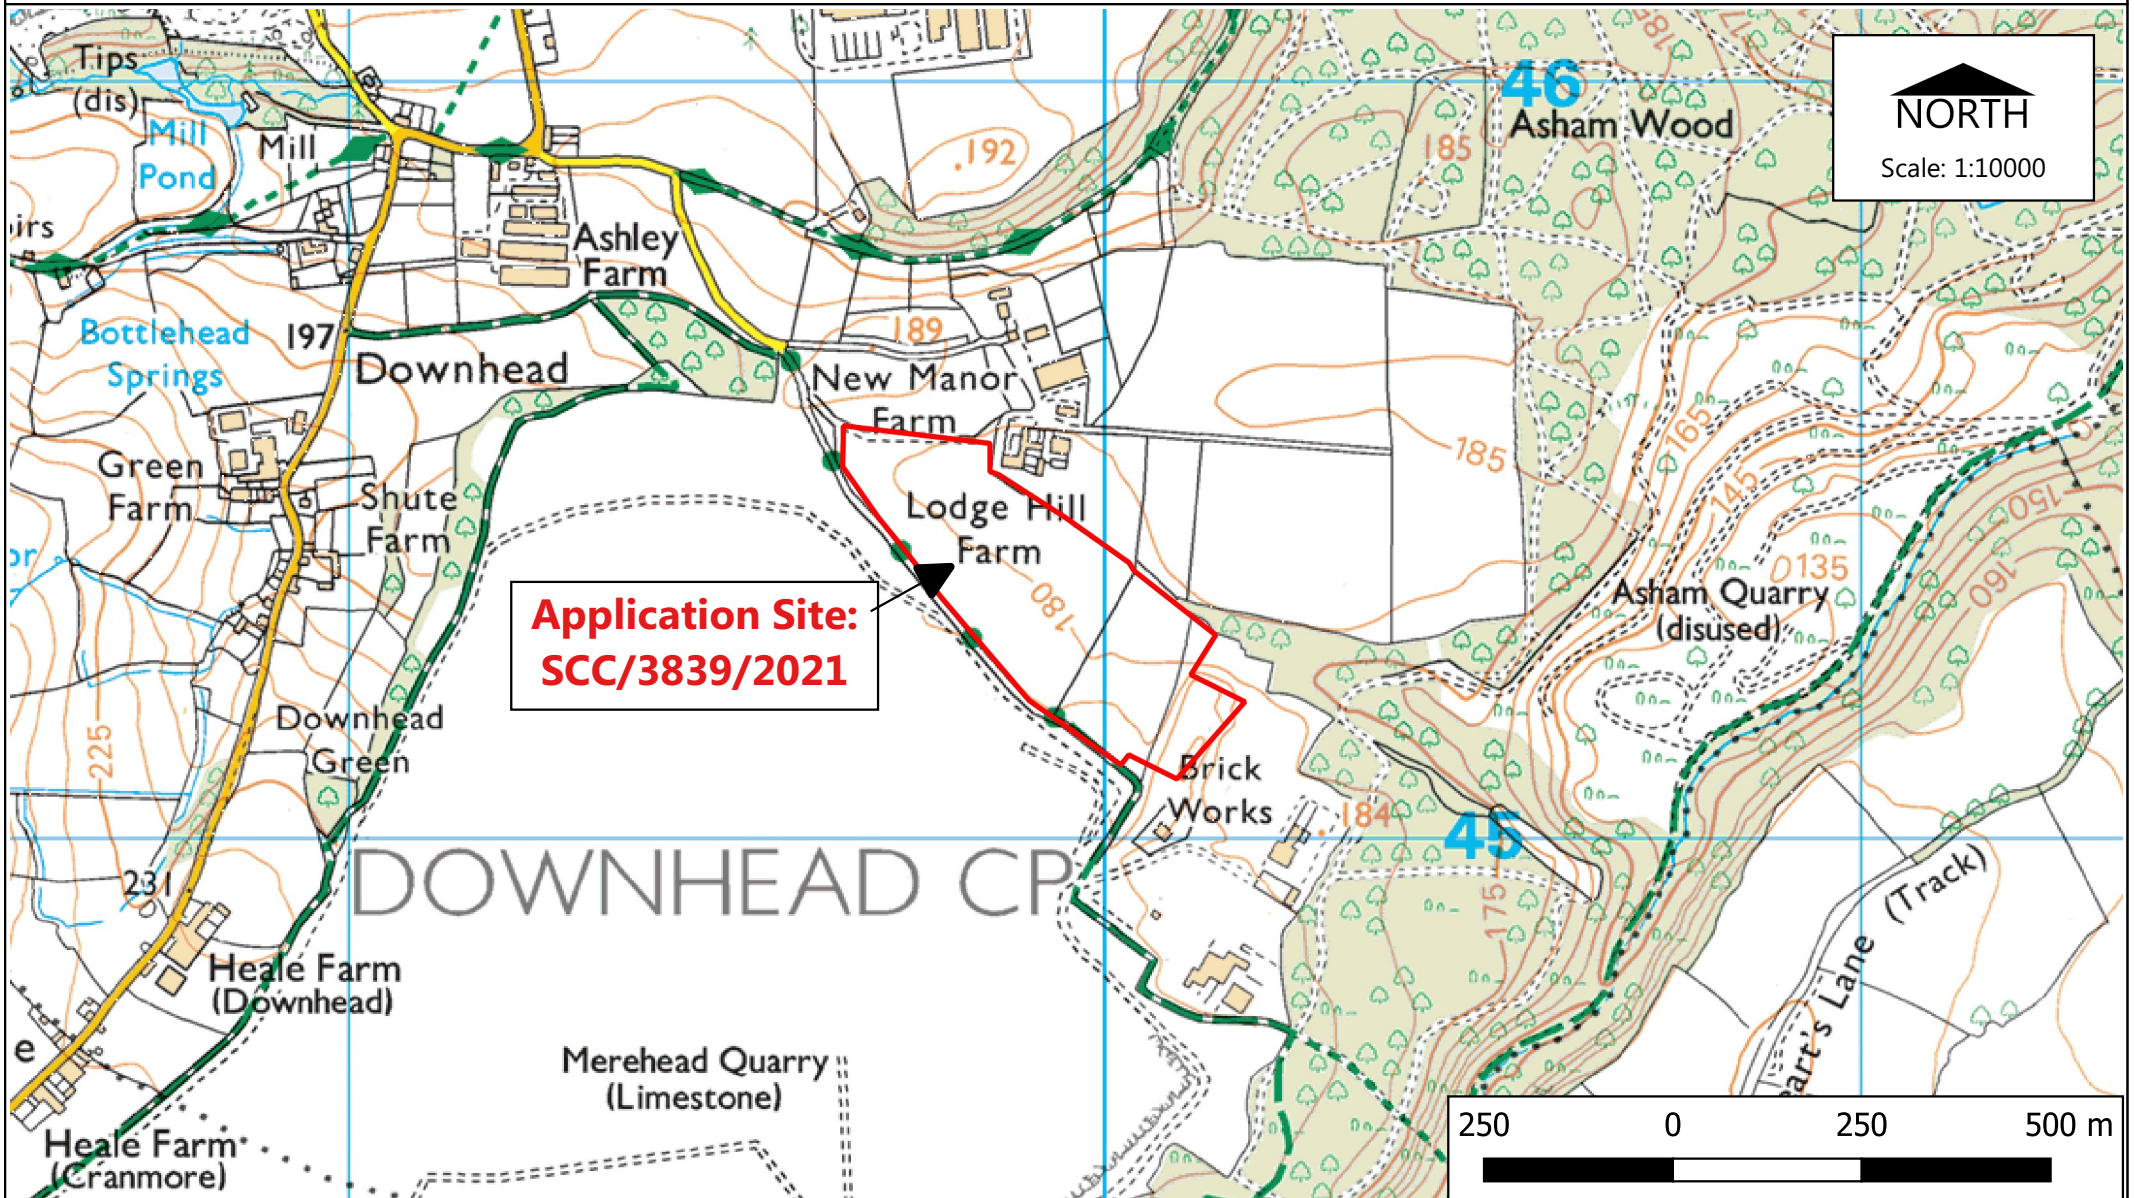 Tips
(dis)
Mill
Pond
Mill
46
Asham Wood
NORTH
Scale: 1:10000
192
185
185
Ashley
Farm
Bottlehead
Springs
197
Downhead
189
New Manor
Farm
Green
Farm
Shute
Farm
Lodge Hill
Farm
185
165
145
150
160
135
180
Asham Quarry
(disused)
Application Site:
SCC/3839/2021
Downhead
Green
225
Brick
Works
184
45
175
231
DOWNHEAD CP
(Track)
Lane
Heale Farm
(Downhead)
Merehead Quarry
(Limestone)
e
Heale Farm
(Cranmore)
250 0 250 500 m